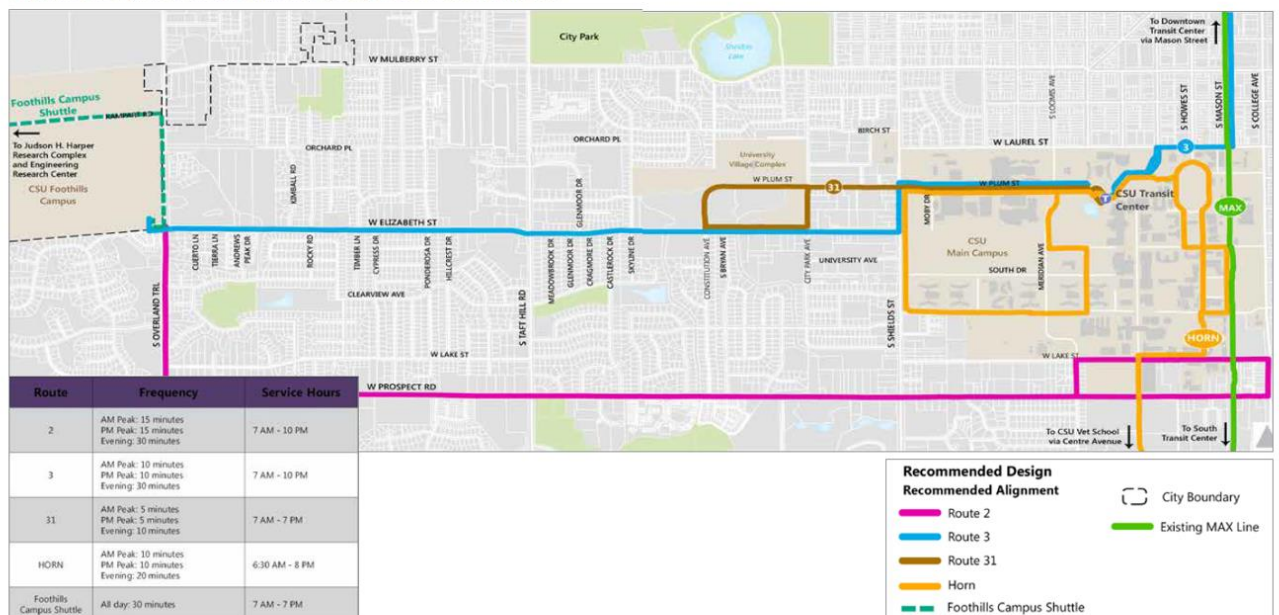 To Downtown
Transit Center
via Mason Street
City Park
W MULBERRY ST
Foothills Campus
Shuttle
RAMPART RD
To Judson H. Harper
Research Complex
and Engineering
Research Center
CSU Foothills
Campus
ORCHARD PL
KIMBALL RD
ORCHARD PL
GLENMOOR DR
University
Village Complex
BIRCH ST
S LOOMIS AVE
S HOWES ST
S MASON ST
S COLLEGE AVE
W LAUREL ST
3
W PLUM ST
31
W PLUM ST
CSU Transit
Center
MAX
W ELIZABETH ST
MOBY DR
CUERTO LN
TIERRA LN
ANDREWS
PEAK DR
ROCKY RD
TIMBER LN
CYPRESS DR
PONDEROSA DR
HILLCREST DR
MEADOWBROOK DR
GLENMOOR DR
CRAGMORE DR
CASTLEROCK DR
SKYLINE DR
CONSTITUTION AVE
S BRYAN AVE
CITY PARK AVE
UNIVERSITY AVE
CSU
Main Campus
SOUTH DR
MERIDIAN AVE
CLEARVIEW AVE
S OVERLAND TRL
S TAFT HILL RD
S SHIELDS ST
HORN
W LAKE ST
W LAKE ST
W PROSPECT RD
To CSU Vet School
via Centre Avenue
To South
Transit Center
Route Frequency Service Hours
2
AM Peak: 15 minutes
PM Peak: 15 minutes
Evening: 30 minutes
7 AM - 10 PM
3
AM Peak: 10 minutes
PM Peak: 10 minutes
Evening: 30 minutes
7 AM - 10 PM
31
AM Peak: 5 minutes
PM Peak: 5 minutes
Evening: 10 minutes
7 AM - 7 PM
HORN
AM Peak: 10 minutes
PM Peak: 10 minutes
Evening: 20 minutes
6:30 AM - 8 PM
Foothills
Campus Shuttle
All day: 30 minutes
7 AM - 7 PM
Recommended Design
Recommended Alignment
Route 2
Route 3
Route 31
Horn
Foothills Campus Shuttle
City Boundary
Existing MAX Line